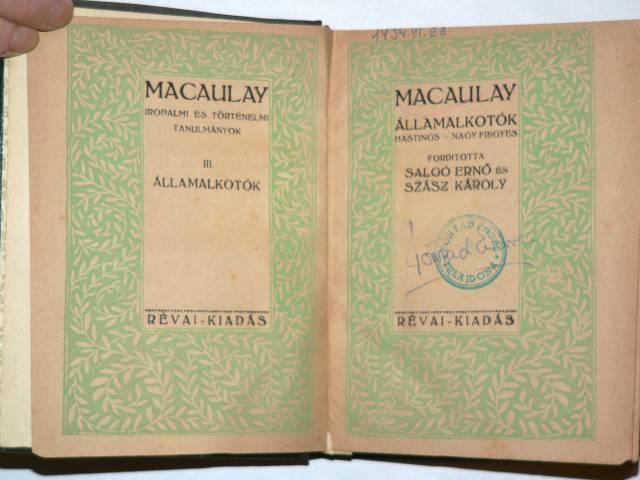 MACAULAY
IRODALMI ÉS TÖRTÉNELMI
TANULMÁNYOK
III.
ÁLLAMALKOTÓK
RÉVAI-KIADÁS
MACAULAY
ÁLLAMALKOTÓK
HASTINGS - NAGY FRIGYES
FORDITOTTA
SALGÓ ERNŐ ÉS
SZÁSZ KÁROLY
TULAJDONA
RÉVAI-KIADÁS